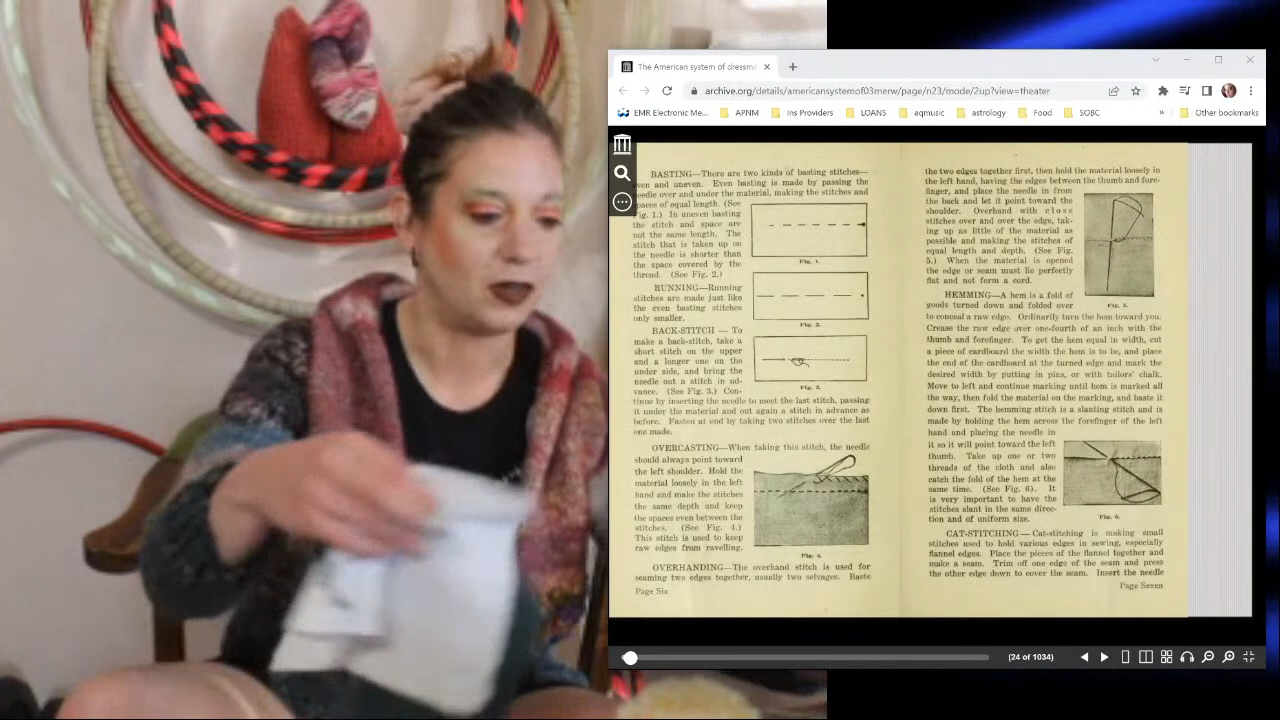 The American system of dressm
archive.org/details/americansystemof03merw/page/n23/mode/2up?view=theater
EMR Electronic Me...
APNM
Ins Providers
LOANS
aqmusic
astrology
Food
SOBC
»
Other bookmarks
BASTING—There are two kinds of basting stitches—
even and uneven. Even basting is made by passing the
needle over and under the material, making the stitches and
spaces of equal length. (See
Fig. 1.) In uneven basting
the stitch and space are
not the same length. The
stitch that is taken up on
the needle is shorter than
the space covered by the
thread. (See Fig. 2.)
Fig. 1.
Fig. 2.
RUNNING—Running
stitches are made just like
the even basting stitches
only smaller.
BACK-STITCH — To
make a back-stitch, take a
short stitch on the upper
and a longer one on the
under side, and bring the
needle out a stitch in ad-
vance. (See Fig. 3.) Con-
Fig. 3.
tinue by inserting the needle to meet the last stitch, passing
it under the material and out again a stitch in advance as
before. Fasten at end by taking two stitches over the last
one made.
OVERCASTING—When taking this stitch, the needle
should always point toward
the left shoulder. Hold the
material loosely in the left
hand and make the stitches
the same depth and keep
the spaces even between the
stitches. (See Fig. 4.)
This stitch is used to keep
raw edges from ravelling.
Fig. 4.
OVERHANDING—The overhand stitch is used for
seaming two edges together, usually two selvages. Baste
Page Six
the two edges together first, then hold the material loosely in
the left hand, having the edges between the thumb and fore-
finger, and place the needle in from
the back and let it point toward the
shoulder. Overhand with close
stitches over and over the edge, tak-
ing up as little of the material as
possible and making the stitches of
equal length and depth. (See Fig.
5.) When the material is opened
the edge or seam must lie perfectly
flat and not form a cord.
Fig. 5.
HEMMING—A hem is a fold of
goods turned down and folded over
to conceal a raw edge. Ordinarily turn the hem toward you.
Crease the raw edge over one-fourth of an inch with the
thumb and forefinger. To get the hem equal in width, cut
a piece of cardboard the width the hem is to be, and place
the end of the cardboard at the turned edge and mark the
desired width by putting in pins, or with tailors' chalk.
Move to left and continue marking until hem is marked all
the way, then fold the material on the marking, and baste it
down first. The hemming stitch is a slanting stitch and is
made by holding the hem across the forefinger of the left
hand and placing the needle in
it so it will point toward the left
thumb. Take up one or two
threads of the cloth and also
catch the fold of the hem at the
same time. (See Fig. 6). It
is very important to have the
stitches slant in the same direc-
tion and of uniform size.
Fig. 6.
CAT-STITCHING — Cat-stitching is making small
stitches used to hold various edges in sewing, especially
flannel edges. Place the pieces of the flannel together and
make a seam. Trim off one edge of the seam and press
the other edge down to cover the seam. Insert the needle
Page Seven
(24 of 1034)